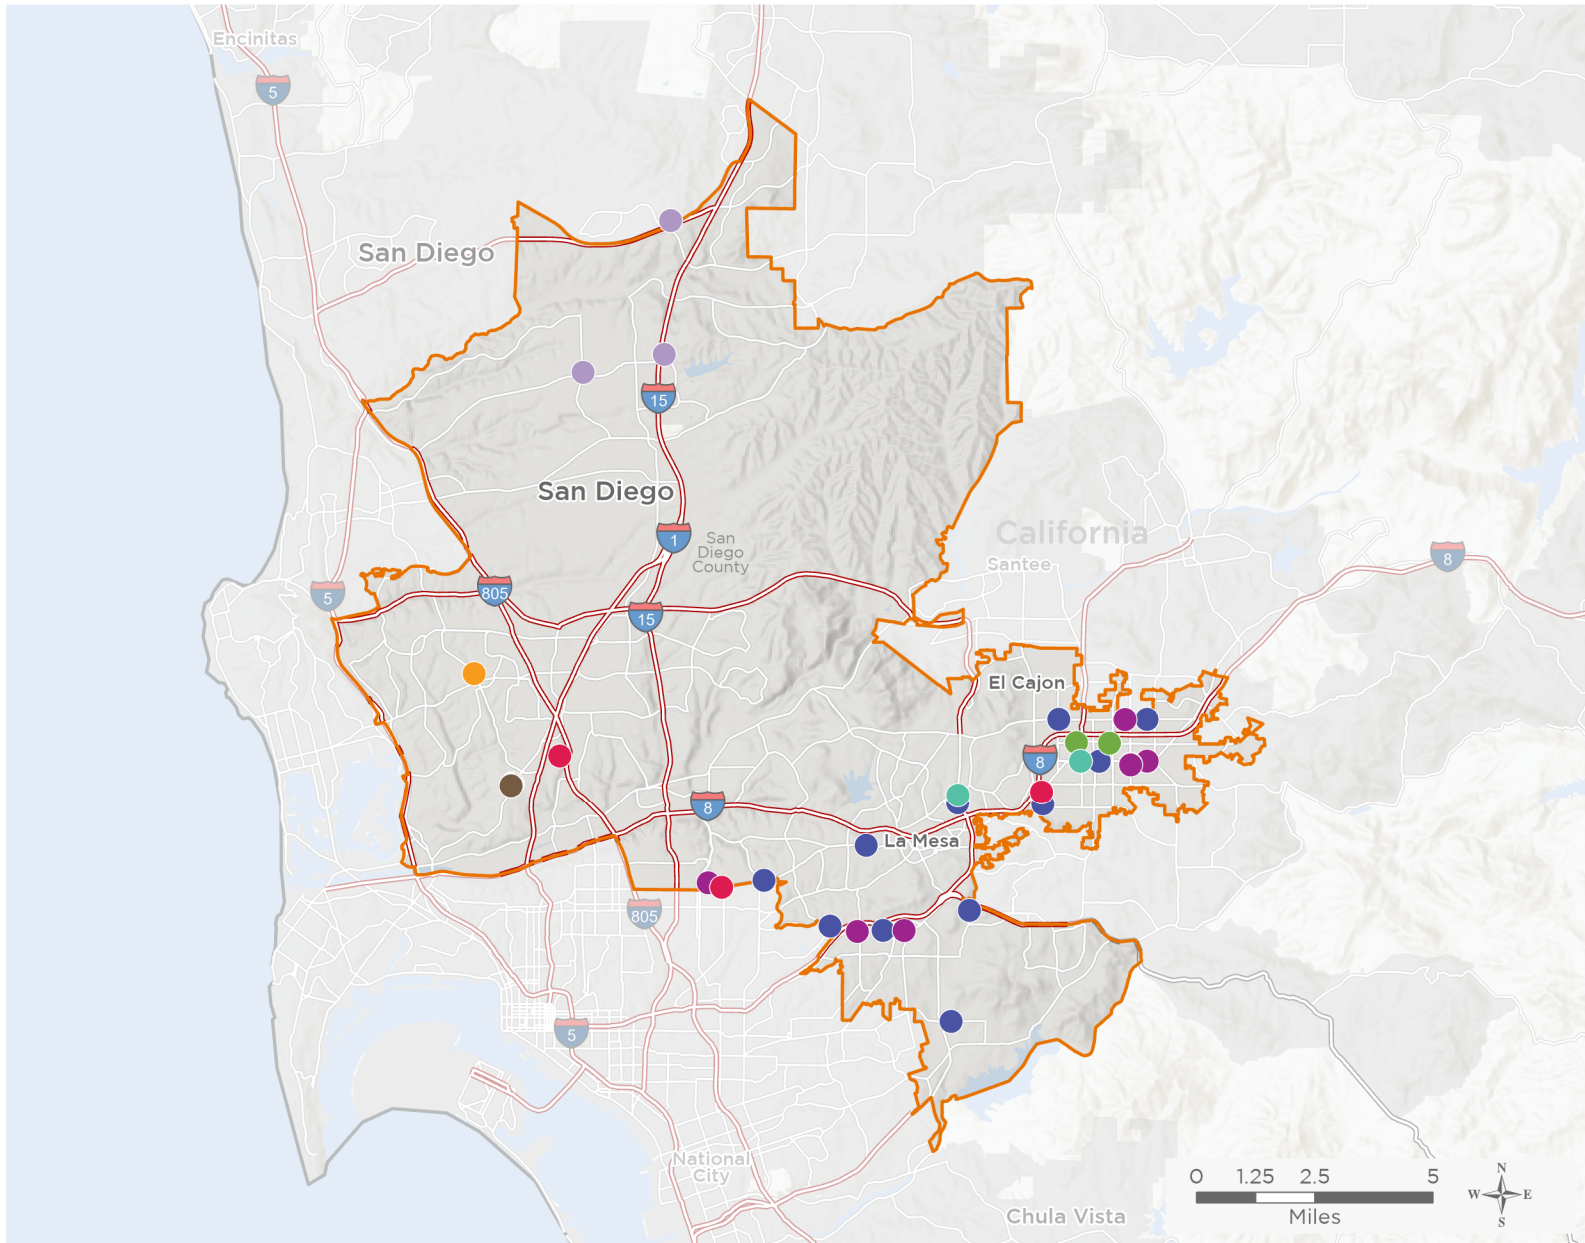 Encinitas
5
San Diego
15
San Diego
1
San
Diego
County
California
Santee
8
5
805
15
El Cajon
8
8
La Mesa
805
5
National
City
Chula Vista
0 1.25 2.5 5
Miles
N
W E
S